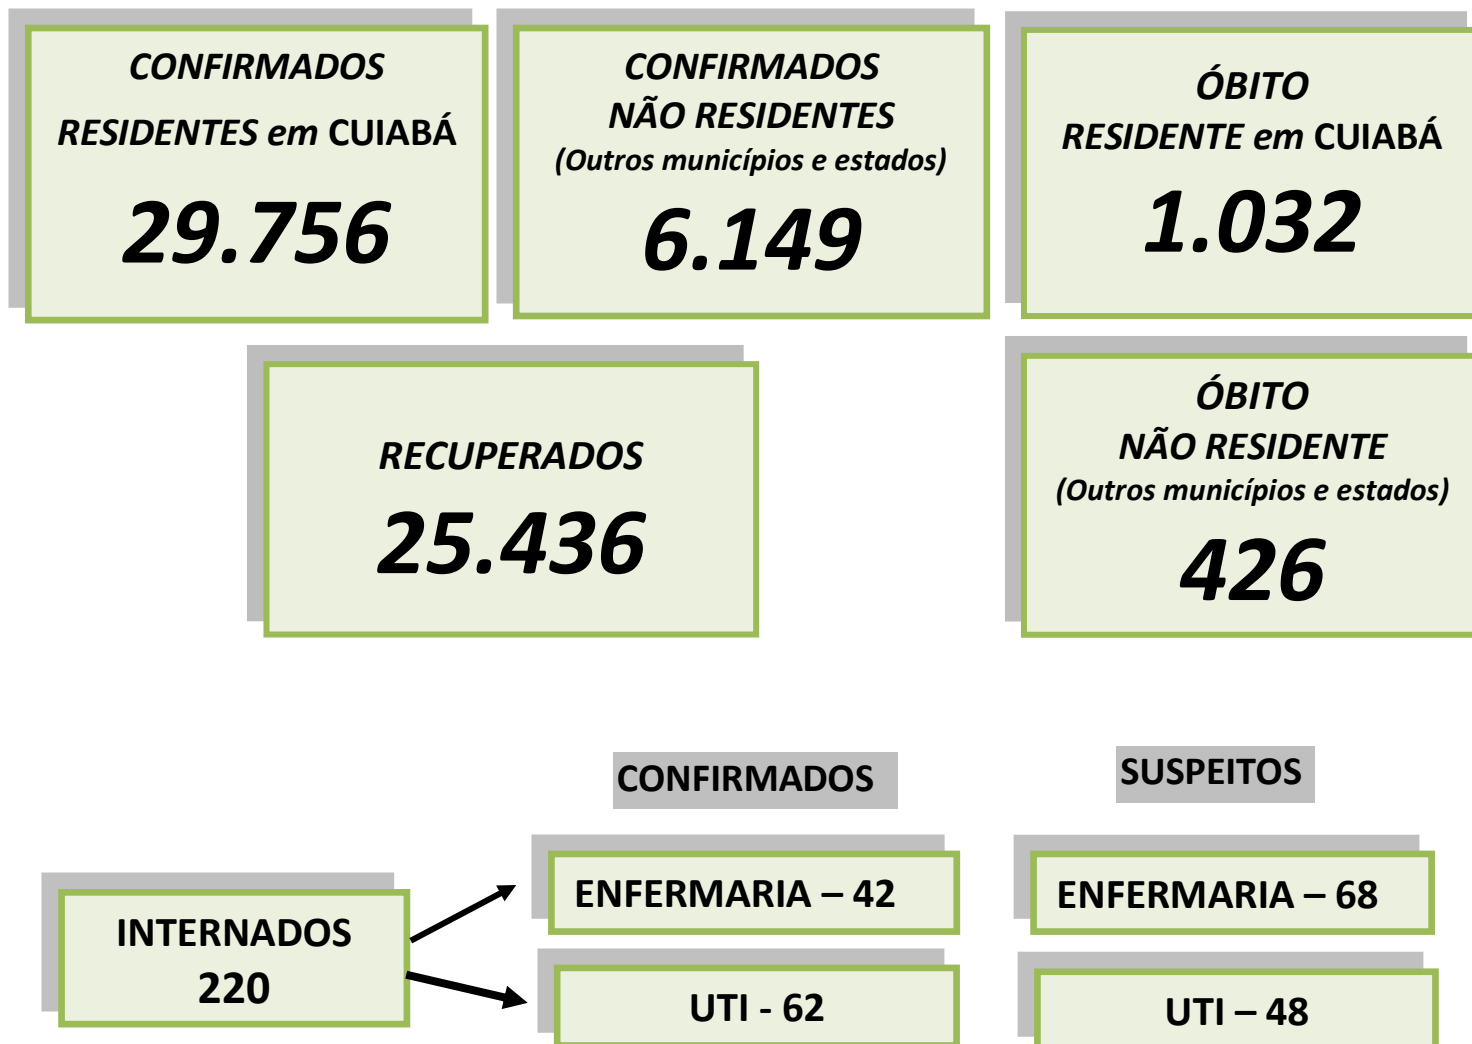 CONFIRMADOS
RESIDENTES em CUIABÁ
29.756
CONFIRMADOS
NÃO RESIDENTES
(Outros municípios e estados)
6.149
ÓBITO
RESIDENTE em CUIABÁ
1.032
RECUPERADOS
25.436
ÓBITO
NÃO RESIDENTE
(Outros municípios e estados)
426
CONFIRMADOS
SUSPEITOS
INTERNADOS
220
ENFERMARIA – 42
ENFERMARIA – 68
UTI - 62
UTI – 48